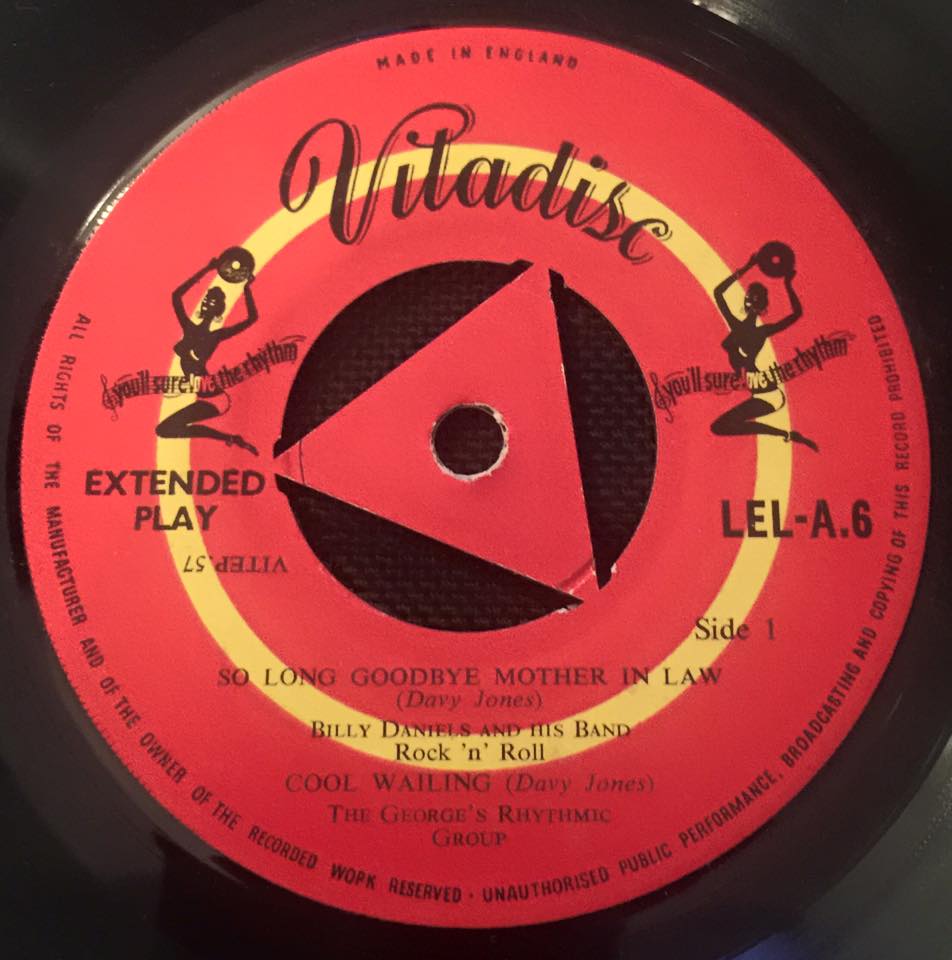 MADE IN ENGLAND
Vitadisc
you'll sure love the rhythm
you'll sure love the rhythm
EXTENDED
PLAY
LEL-A.6
VITEP.57
Side 1
SO LONG GOODBYE MOTHER IN LAW
(Davy Jones)
BILLY DANIELS AND HIS BAND
Rock 'n' Roll
COOL WAILING (Davy Jones)
THE GEORGE'S RHYTHMIC
GROUP
ALL RIGHTS OF THE MANUFACTURER AND OF THE OWNER OF THE RECORDED WORK RESERVED · UNAUTHORISED PUBLIC PERFORMANCE, BROADCASTING AND COPYING OF THIS RECORD PROHIBITED